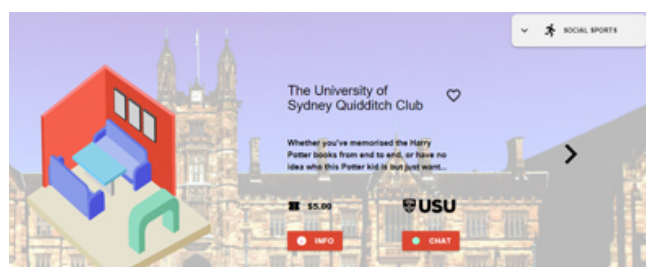 SOCIAL SPORTS
The University of
Sydney Quidditch Club
Whether you've memorised the Harry
Potter books from end to end, or have no
idea who this Potter kid is but just want...
$5.00
USU
INFO
CHAT